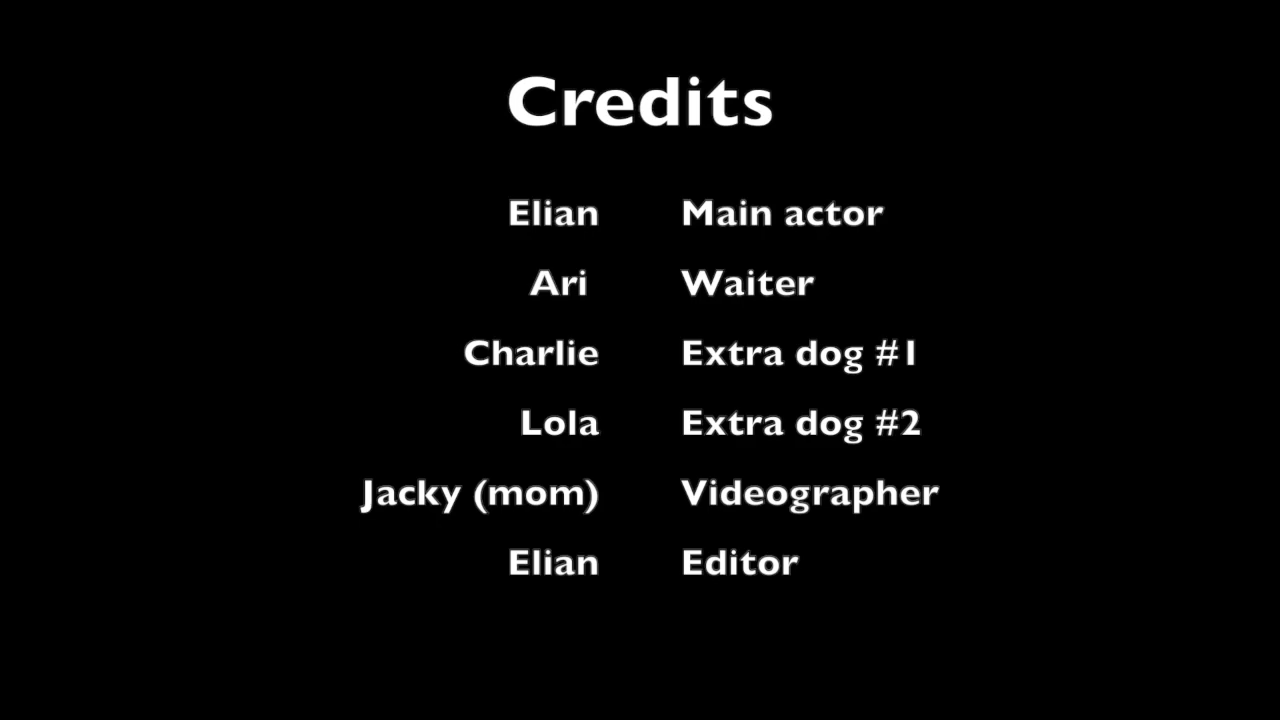 Credits
Elian Main actor
Ari Waiter
Charlie Extra dog #1
Lola Extra dog #2
Jacky (mom) Videographer
Elian Editor